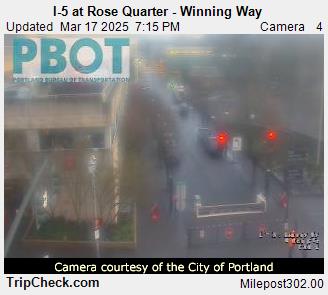 I-5 at Rose Quarter - Winning Way
Updated Mar 17 2025 7:15 PM Camera 4
PBOT
PORTLAND BUREAU OF TRANSPORTATION
Camera courtesy of the City of Portland
TripCheck.com Milepost302.00